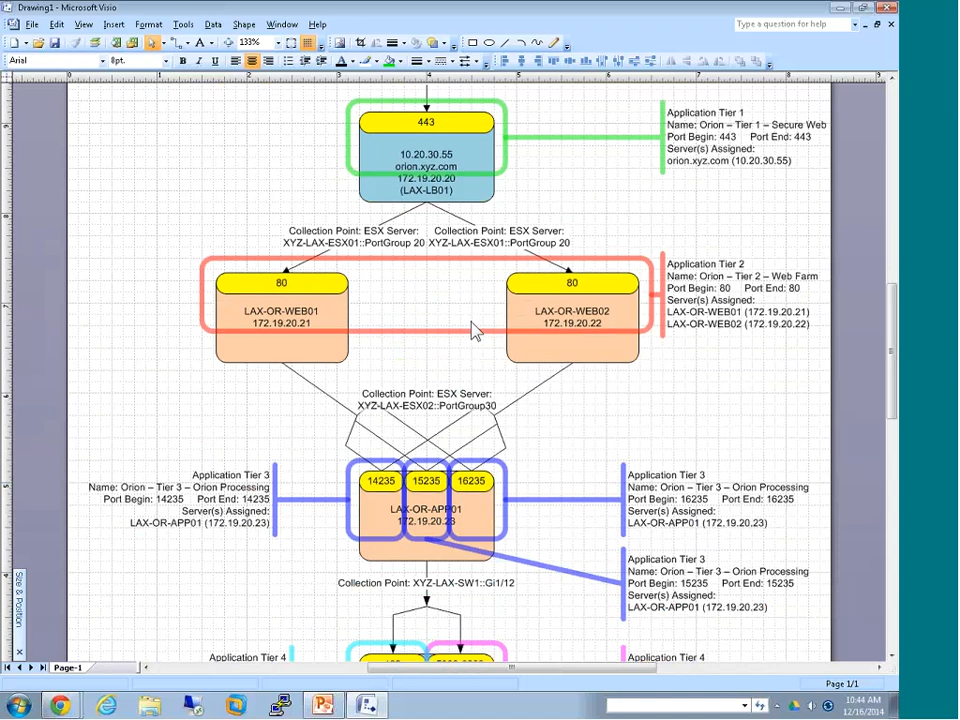 Drawing1 - Microsoft Visio
File Edit View Insert Format Tools Data Shape Window Help
Type a question for help
133%
Arial 8pt. B I U
0 1 2 3 4 5 6 7 8 9
443
10.20.30.55
orion.xyz.com
172.19.20.20
(LAX-LB01)
Application Tier 1
Name: Orion – Tier 1 – Secure Web
Port Begin: 443 Port End: 443
Server(s) Assigned:
orion.xyz.com (10.20.30.55)
Collection Point: ESX Server:
XYZ-LAX-ESX01::PortGroup 20
Collection Point: ESX Server:
XYZ-LAX-ESX01::PortGroup 20
80
LAX-OR-WEB01
172.19.20.21
80
LAX-OR-WEB02
172.19.20.22
Application Tier 2
Name: Orion – Tier 2 – Web Farm
Port Begin: 80 Port End: 80
Server(s) Assigned:
LAX-OR-WEB01 (172.19.20.21)
LAX-OR-WEB02 (172.19.20.22)
Collection Point: ESX Server:
XYZ-LAX-ESX02::PortGroup30
Application Tier 3
Name: Orion – Tier 3 – Orion Processing
Port Begin: 14235 Port End: 14235
Server(s) Assigned:
LAX-OR-APP01 (172.19.20.23)
14235 15235 16235
LAX-OR-APP01
172.19.20.23
Application Tier 3
Name: Orion – Tier 3 – Orion Processing
Port Begin: 16235 Port End: 16235
Server(s) Assigned:
LAX-OR-APP01 (172.19.20.23)
Application Tier 3
Name: Orion – Tier 3 – Orion Processing
Port Begin: 15235 Port End: 15235
Server(s) Assigned:
LAX-OR-APP01 (172.19.20.23)
Collection Point: XYZ-LAX-SW1::Gi1/12
Application Tier 4
Application Tier 4
Size & Position
Page-1
Page 1/1
10:44 AM
12/16/2014